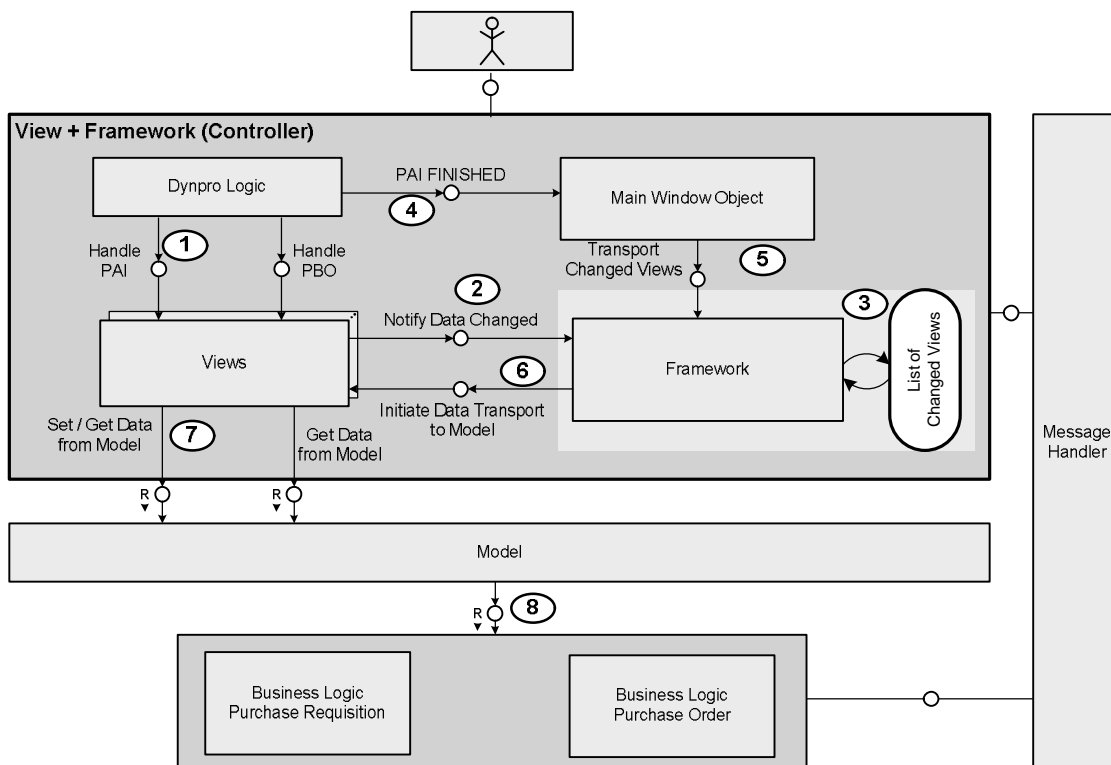 View + Framework (Controller)
Dynpro Logic
PAI FINISHED
4
Main Window Object
1
Handle
PAI
Handle
PBO
Transport
Changed Views
5
2
Notify Data Changed
3
Views
Framework
List of
Changed Views
6
Initiate Data Transport
to Model
Set / Get Data
from Model
7
Get Data
from Model
Message
Handler
R
R
Model
R
8
Business Logic
Purchase Requisition
Business Logic
Purchase Order